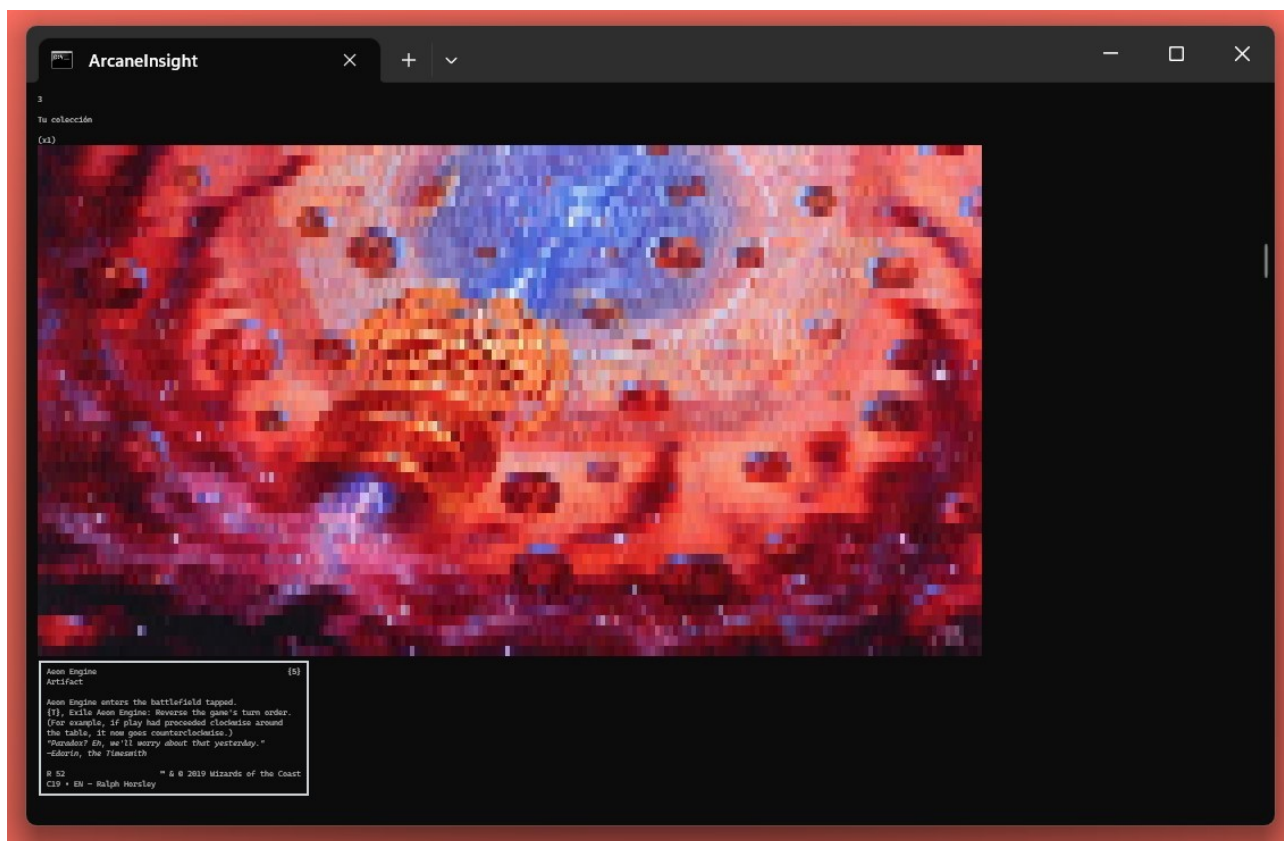 ArcaneInsight
3
Tu colección
(x1)
Aeon Engine {5}
Artifact
Aeon Engine enters the battlefield tapped.
{T}, Exile Aeon Engine: Reverse the game's turn order.
(For example, if play had proceeded clockwise around
the table, it now goes counterclockwise.)
"Paradox? Eh, we'll worry about that yesterday."
—Edorin, the Timesmith
R 52 ™ & © 2019 Wizards of the Coast
C19 • EN — Ralph Horsley